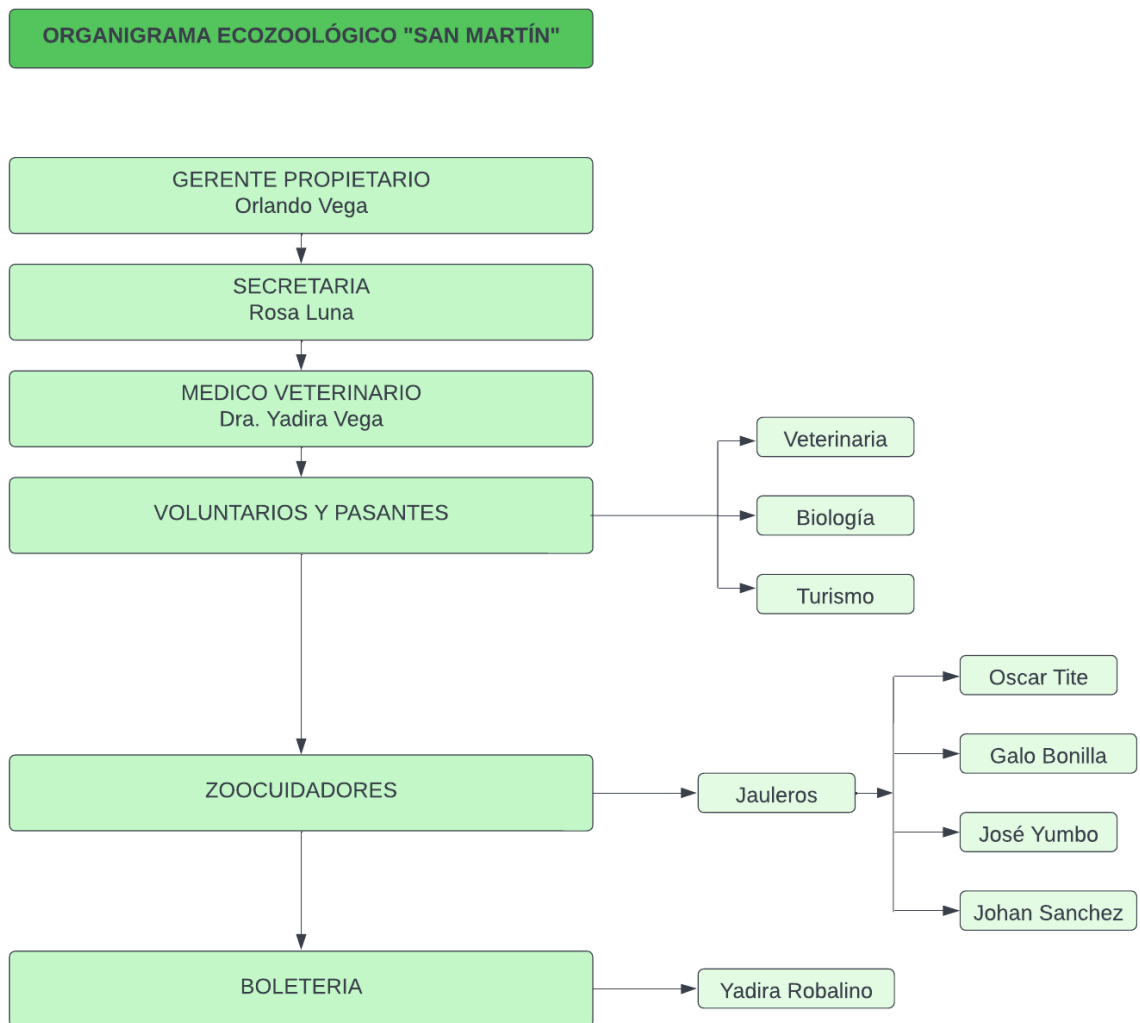 ORGANIGRAMA ECOZOOLÓGICO "SAN MARTÍN"
GERENTE PROPIETARIO
Orlando Vega
SECRETARIA
Rosa Luna
MEDICO VETERINARIO
Dra. Yadira Vega
VOLUNTARIOS Y PASANTES
Veterinaria
Biología
Turismo
ZOOCUIDADORES
Jauleros
Oscar Tite
Galo Bonilla
José Yumbo
Johan Sanchez
BOLETERIA
Yadira Robalino